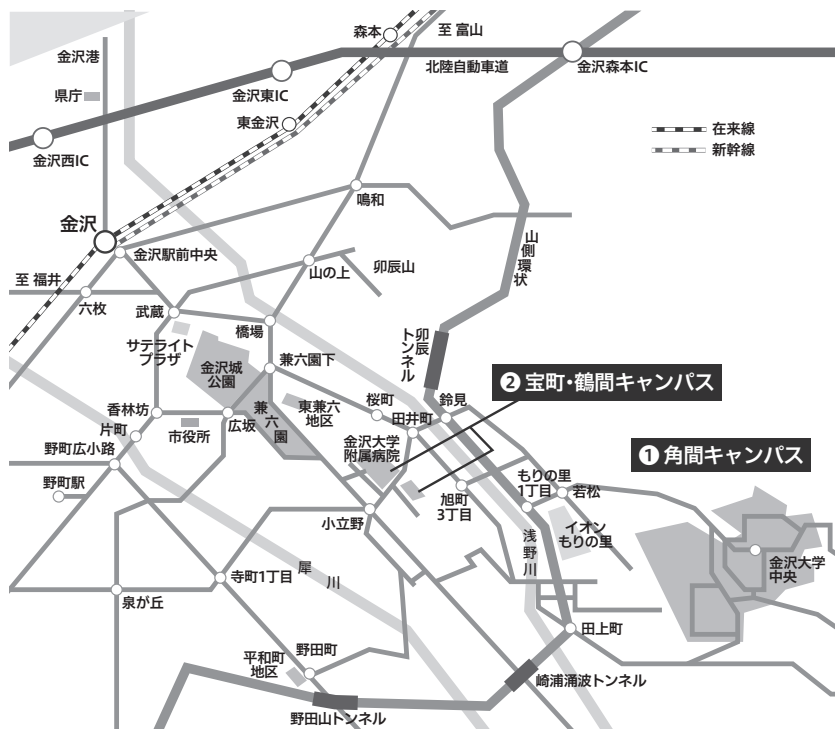 森本
至 富山
金沢港
北陸自動車道
金沢森本IC
県庁
金沢東IC
東金沢
在来線
新幹線
金沢西IC
鳴和
金沢
金沢駅前中央
山側環状
山の上
卯辰山
至 福井
六枚
武蔵
橋場
卯辰
トンネル
サテライト
プラザ
金沢城
公園
兼六園下
❷ 宝町・鶴間キャンパス
桜町
鈴見
香林坊
広坂
兼六園
東兼六
地区
田井町
片町
市役所
金沢大学
附属病院
❶ 角間キャンパス
野町広小路
野町駅
もりの里
1丁目
若松
旭町
3丁目
小立野
イオン
もりの里
浅野川
金沢大学
中央
犀川
寺町1丁目
泉が丘
田上町
野田町
平和町
地区
崎浦涌波トンネル
野田山トンネル